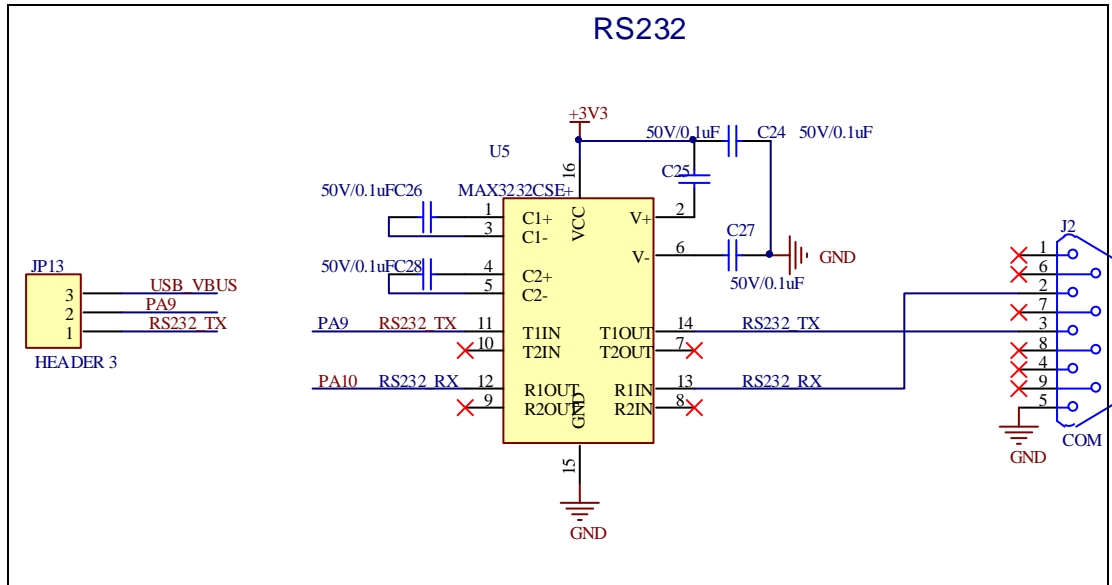 RS232
+3V3
50V/0.1uF C24 50V/0.1uF
U5
16
C25
50V/0.1uFC26 MAX3232CSE+
1 C1+ VCC V+ 2
3 C1-
C27
J2
6 V-
GND
1
50V/0.1uFC28
4 C2+
50V/0.1uF
6
5 C2-
2
JP13
3 USB_VBUS
2 PA9
1 RS232_TX
HEADER 3
7
PA9 RS232_TX 11 T1IN T1OUT 14 RS232_TX 3
10 T2IN T2OUT 7
8
4
PA10 RS232_RX 12 R1OUT R1IN 13 RS232_RX
9
9 R2OUT GND R2IN 8
5
COM
GND
15
GND